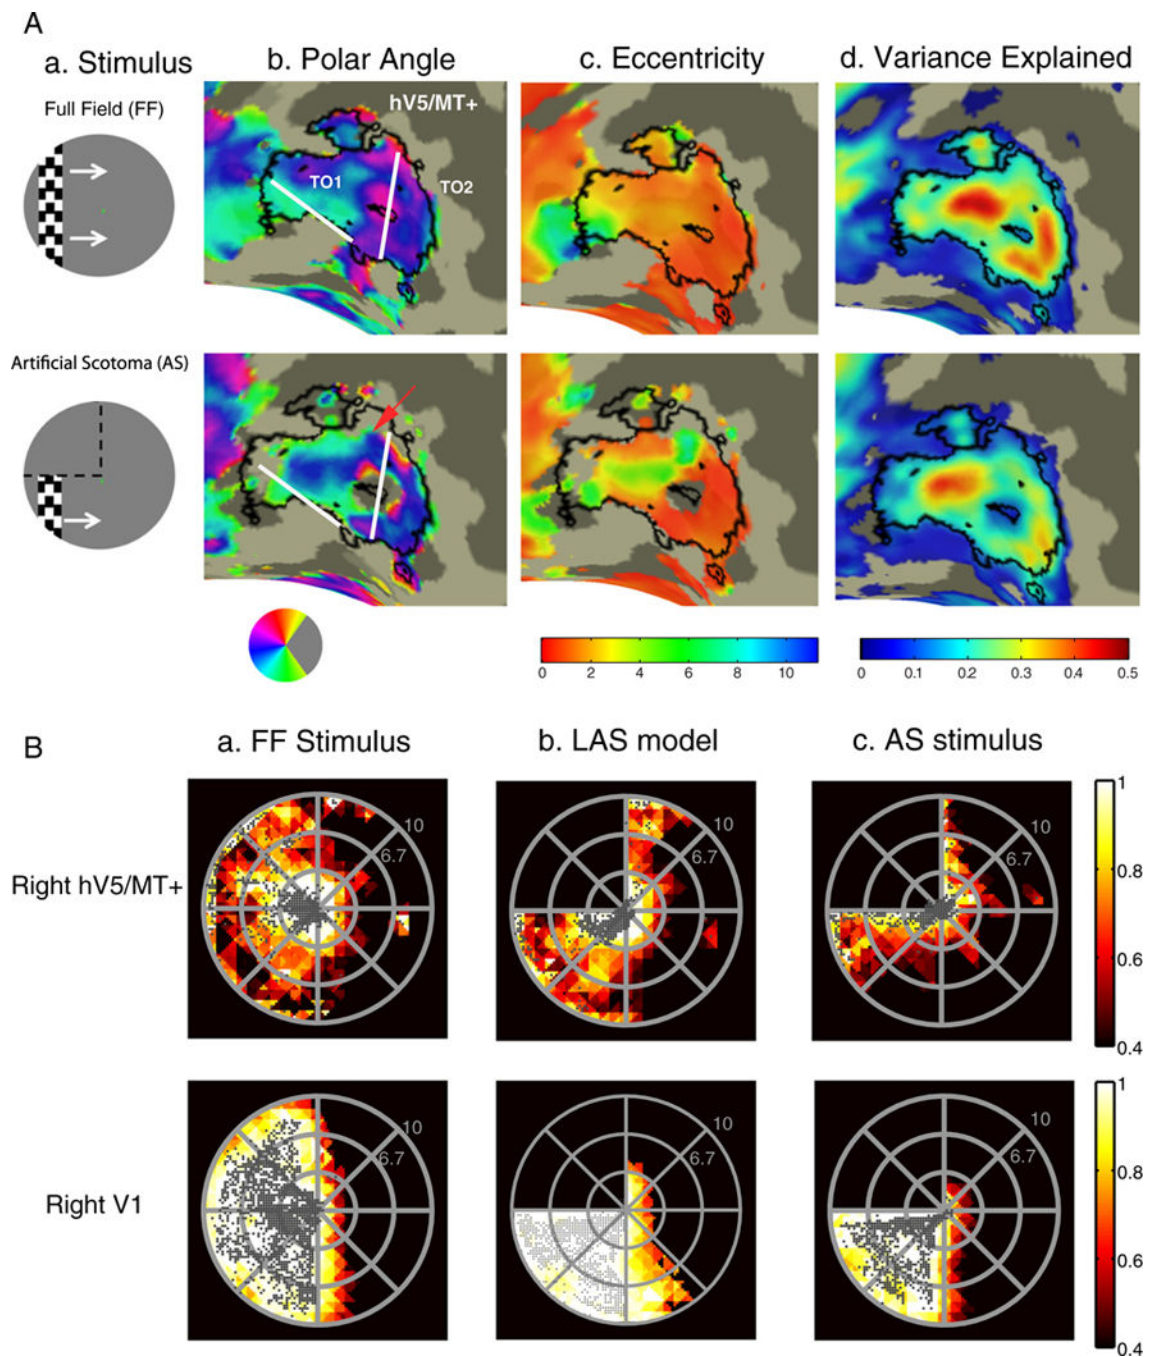 A
a. Stimulus
b. Polar Angle
c. Eccentricity
d. Variance Explained
Full Field (FF)
hV5/MT+
TO1
TO2
Artificial Scotoma (AS)
0 2 4 6 8 10
0 0.1 0.2 0.3 0.4 0.5
B
a. FF Stimulus
b. LAS model
c. AS stimulus
Right hV5/MT+
10
6.7
10
6.7
10
6.7
1
0.8
0.6
0.4
Right V1
10
6.7
10
6.7
10
6.7
1
0.8
0.6
0.4